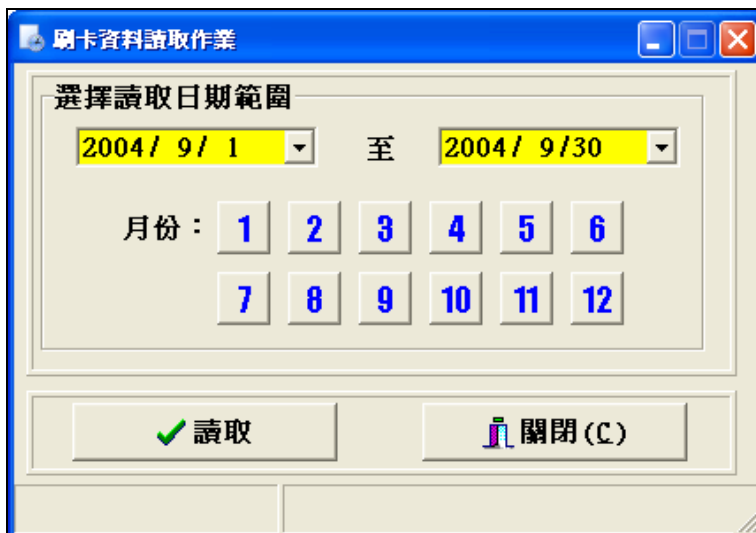 刷卡資料讀取作業
選擇讀取日期範圍
2004/ 9/ 1 至 2004/ 9/30
月份： 1 2 3 4 5 6
7 8 9 10 11 12
讀取 關閉(C)